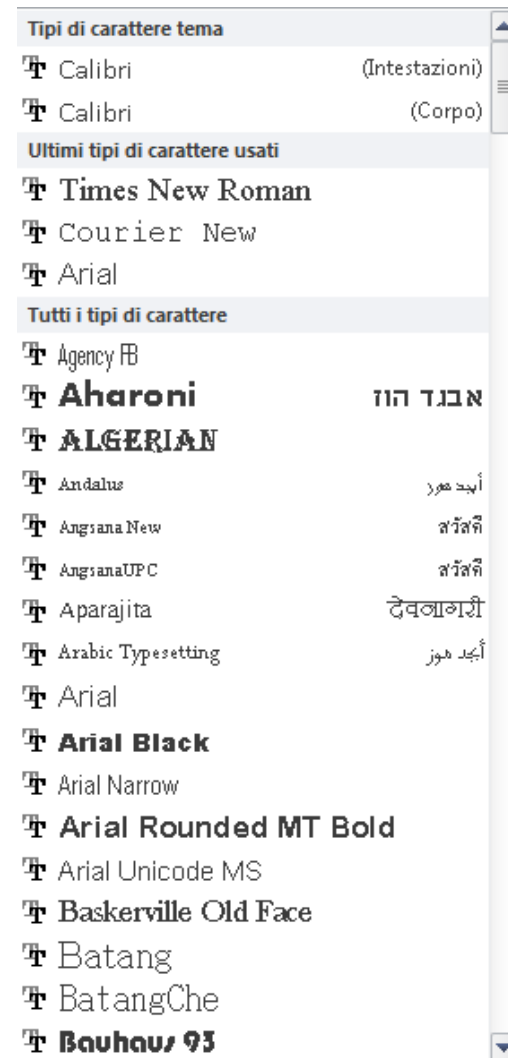 Tipi di carattere tema
Calibri (Intestazioni)
Calibri (Corpo)
Ultimi tipi di carattere usati
Times New Roman
Courier New
Arial
Tutti i tipi di carattere
Agency FB
Aharoni אבגד הוז
ALGERIAN
Andalus أبجد هوز
Angsana New สวัสดี
AngsanaUPC สวัสดี
Aparajita देवनागरी
Arabic Typesetting أبجد هوز
Arial
Arial Black
Arial Narrow
Arial Rounded MT Bold
Arial Unicode MS
Baskerville Old Face
Batang
BatangChe
Bauhaus 93